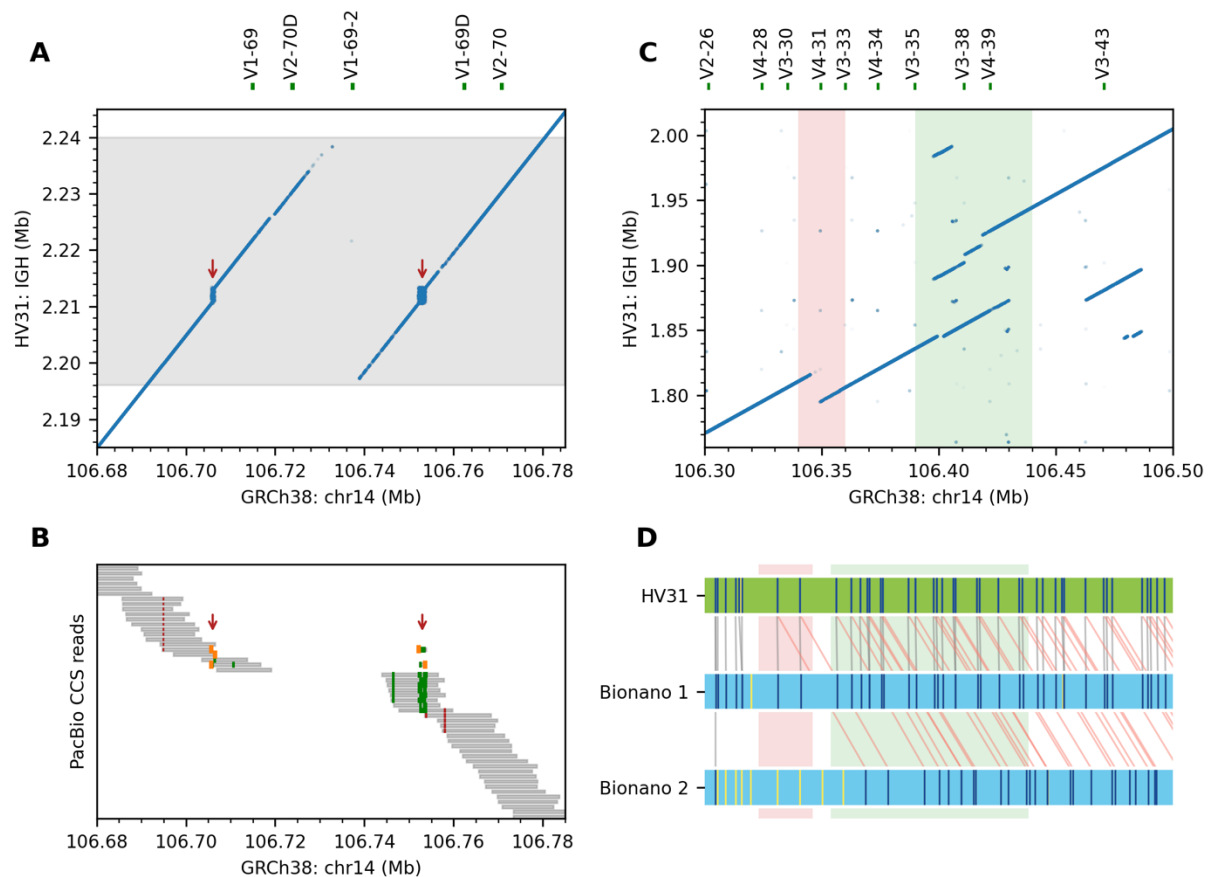 A
V1-69
V2-70D
V1-69-2
V1-69D
V2-70
HV31: IGH (Mb)
2.24
2.23
2.22
2.21
2.20
2.19
106.68
106.70
106.72
106.74
106.76
106.78
GRCh38: chr14 (Mb)
C
V2-26
V4-28
V3-30
V4-31
V3-33
V4-34
V3-35
V3-38
V4-39
V3-43
HV31: IGH (Mb)
2.00
1.95
1.90
1.85
1.80
106.30
106.35
106.40
106.45
106.50
GRCh38: chr14 (Mb)
B
PacBio CCS reads
106.68
106.70
106.72
106.74
106.76
106.78
GRCh38: chr14 (Mb)
D
HV31
Bionano 1
Bionano 2